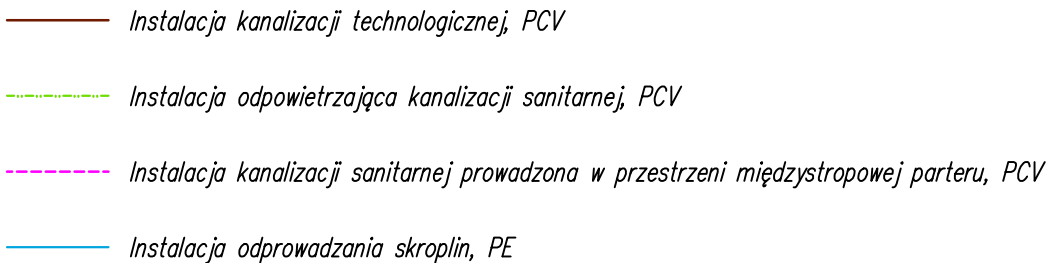 Instalacja kanalizacji technologicznej, PCV
Instalacja odpowietrzająca kanalizacji sanitarnej, PCV
Instalacja kanalizacji sanitarnej prowadzona w przestrzeni międzystropowej parteru, PCV
Instalacja odprowadzania skroplin, PE